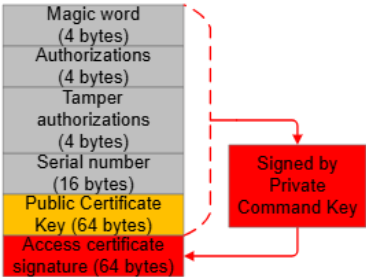 Magic word
(4 bytes)
Authorizations
(4 bytes)
Tamper
authorizations
(4 bytes)
Serial number
(16 bytes)
Public Certificate
Key (64 bytes)
Access certificate
signature (64 bytes)
Signed by
Private
Command Key